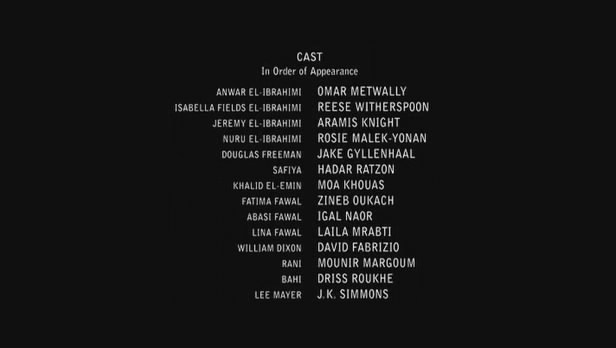 CAST
In Order of Appearance
ANWAR EL-IBRAHIMI OMAR METWALLY
ISABELLA FIELDS EL-IBRAHIMI REESE WITHERSPOON
JEREMY EL-IBRAHIMI ARAMIS KNIGHT
NURU EL-IBRAHIMI ROSIE MALEK-YONAN
DOUGLAS FREEMAN JAKE GYLLENHAAL
SAFIYA HADAR RATZON
KHALID EL-EMIN MOA KHOUAS
FATIMA FAWAL ZINEB OUKACH
ABASI FAWAL IGAL NAOR
LINA FAWAL LAILA MRABTI
WILLIAM DIXON DAVID FABRIZIO
RANI MOUNIR MARGOUM
BAHI DRISS ROUKHE
LEE MAYER J.K. SIMMONS